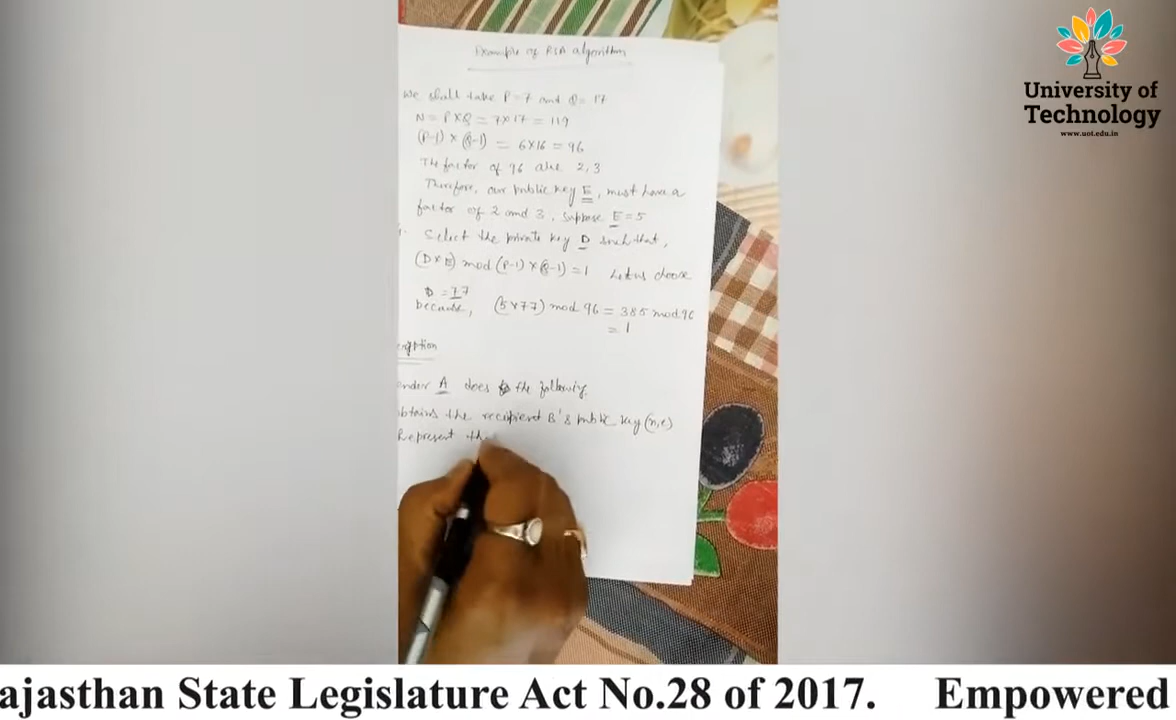 University of
Technology
www.uot.edu.in
Example of RSA algorithm
We shall take P=7 and Q=17
N = P×Q = 7×17 = 119
(P-1) × (Q-1) = 6×16 = 96
The factor of 96 are 2, 3
Therefore, our public key E, must have a
factor of 2 and 3. suppose E=5
Select the private key D such that,
(D×E) mod (P-1) × (Q-1) = 1 Let us choose
D = 77
because, (5×77) mod 96 = 385 mod 96
= 1
ender A does the following
btains the recipient B's public key (n,e)
Represent the
ajasthan State Legislature Act No.28 of 2017. Empowered